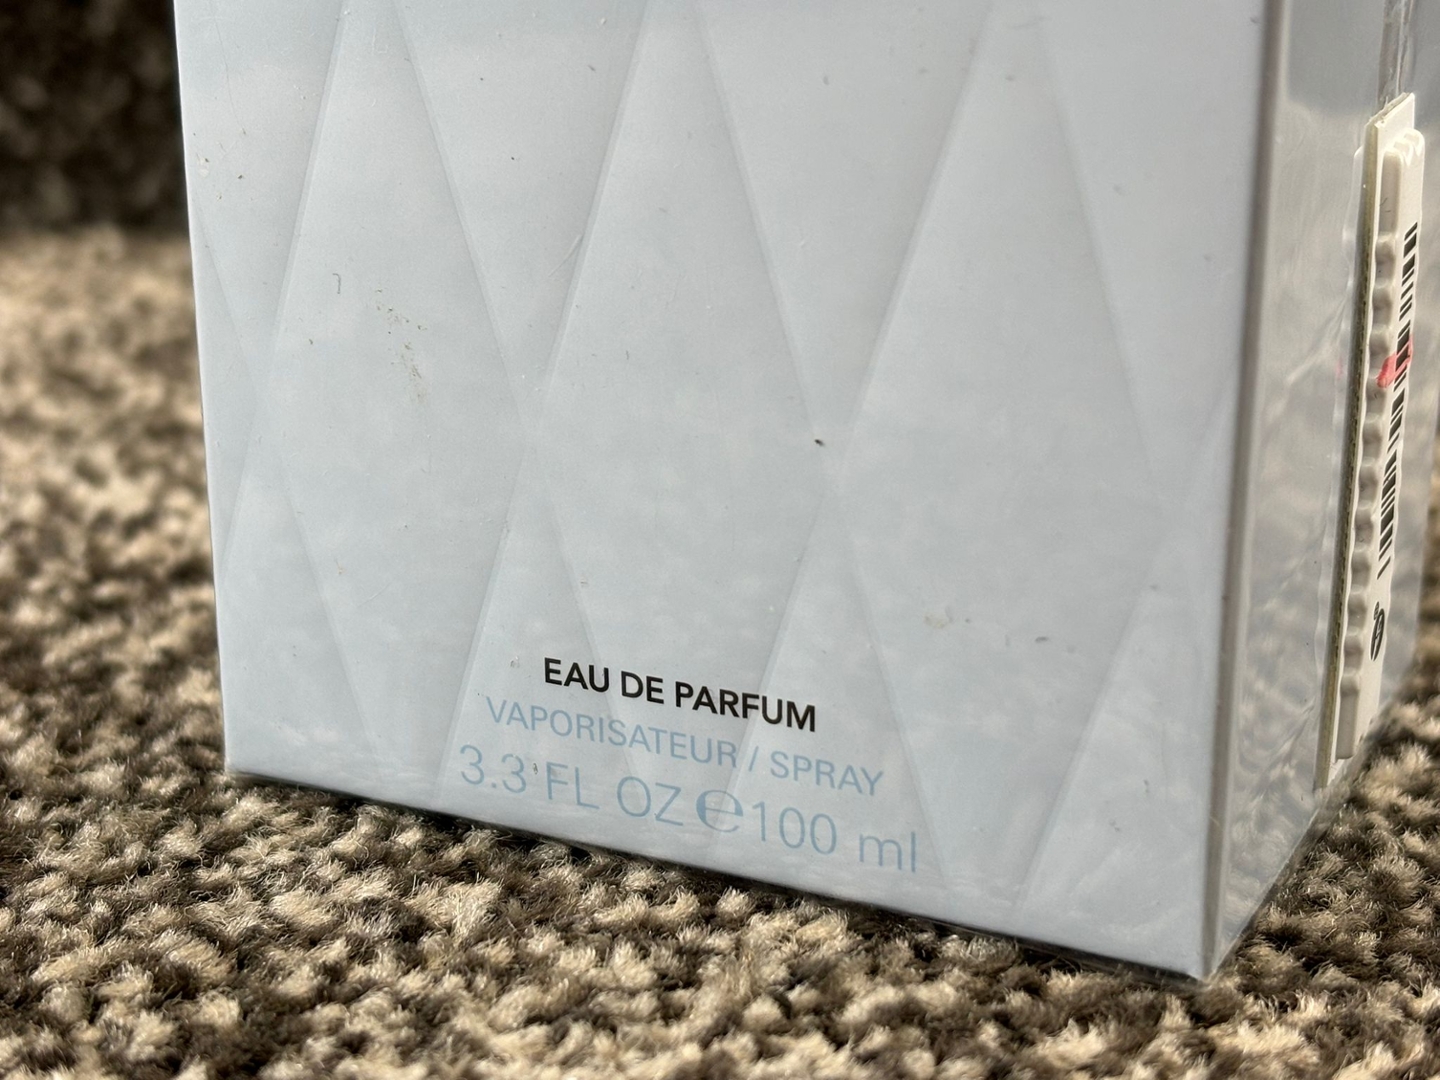 EAU DE PARFUM
VAPORISATEUR / SPRAY
3.3 FL OZ ℮ 100 ml